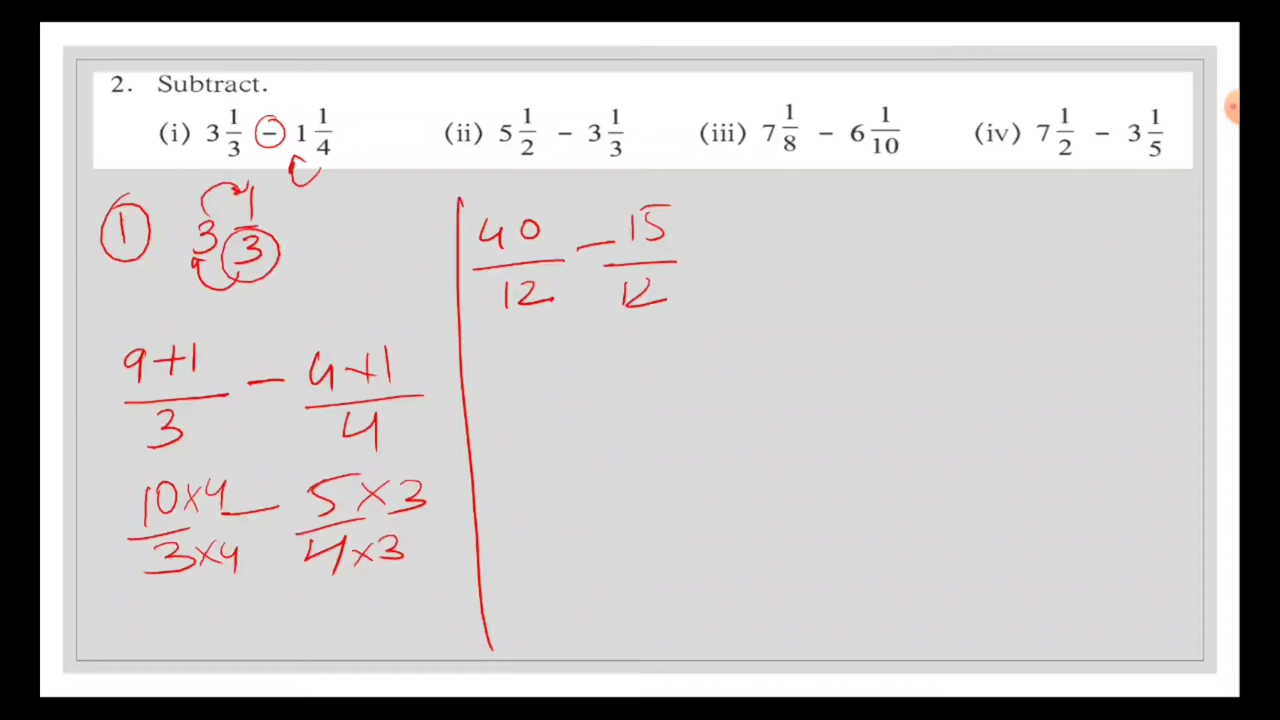 2. Subtract.
(i) 3 1/3 − 1 1/4 (ii) 5 1/2 − 3 1/3 (iii) 7 1/8 − 6 1/10 (iv) 7 1/2 − 3 1/5
① 3 1/3
9+1/3 − 4+1/4
10×4/3×4 − 5×3/4×3
40/12 − 15/12